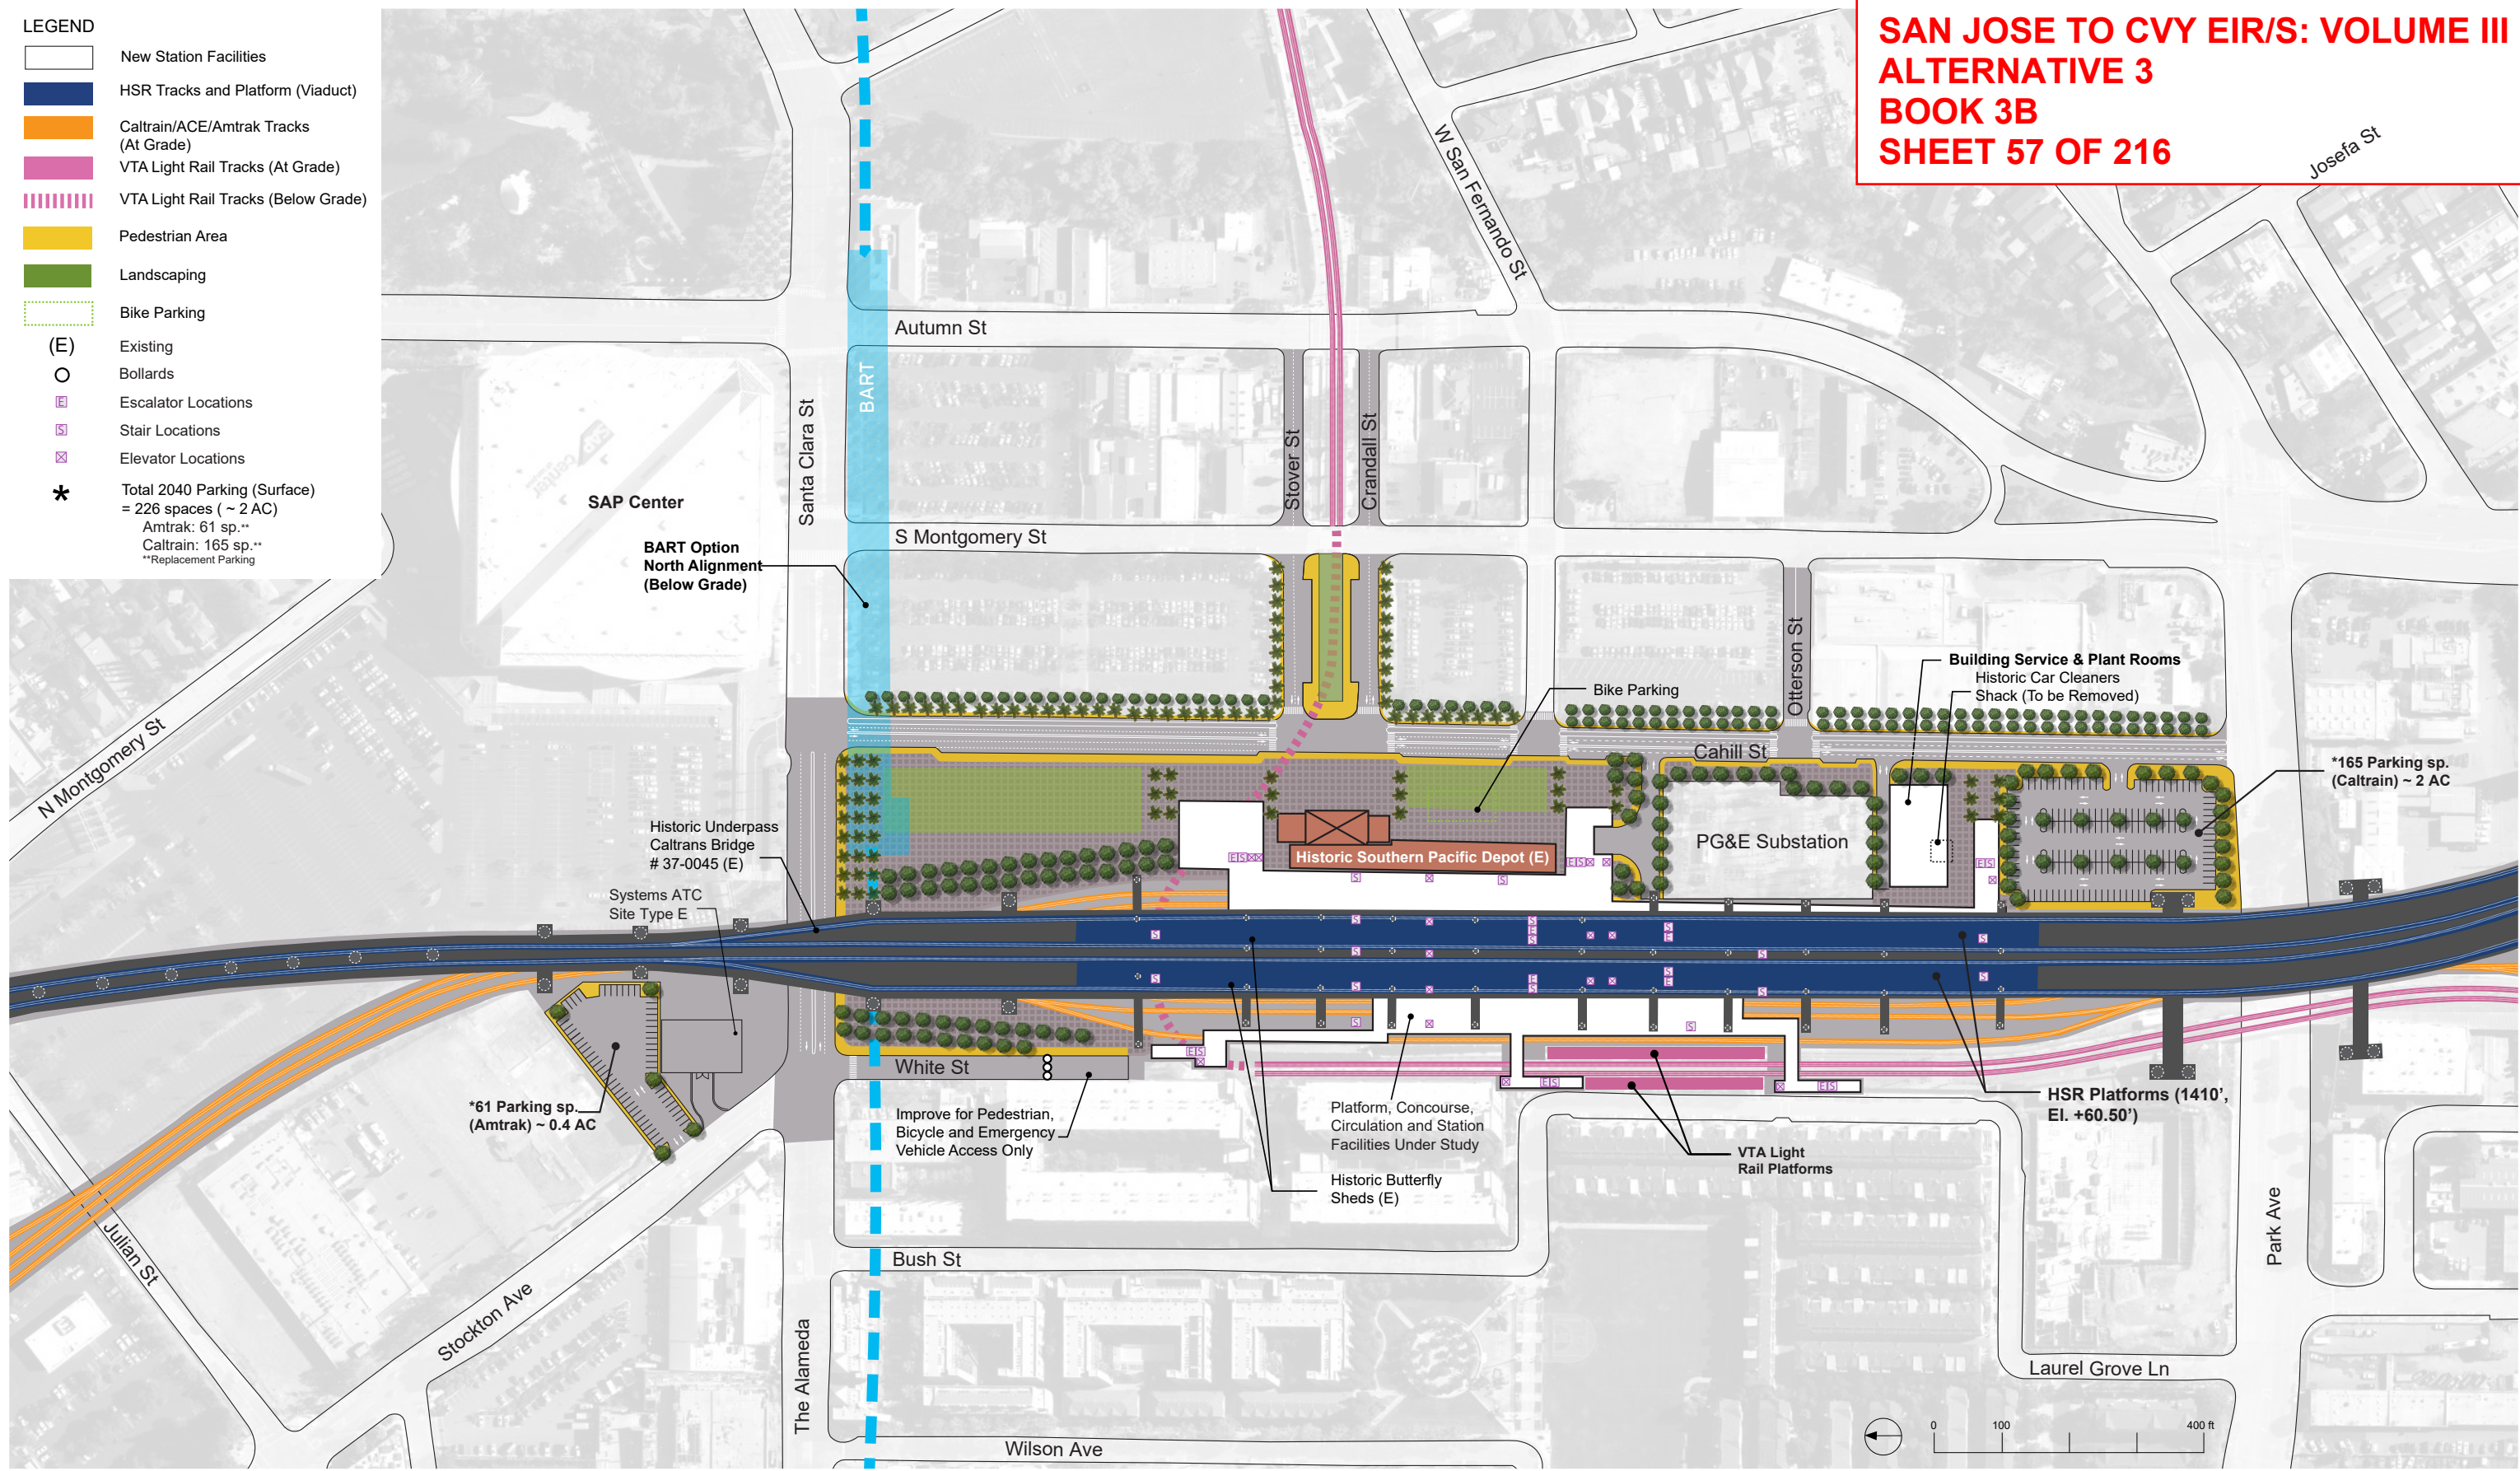 SAN JOSE TO CVY EIR/S: VOLUME III
ALTERNATIVE 3
BOOK 3B
SHEET 57 OF 216
LEGEND
New Station Facilities
HSR Tracks and Platform (Viaduct)
Caltrain/ACE/Amtrak Tracks
(At Grade)
VTA Light Rail Tracks (At Grade)
VTA Light Rail Tracks (Below Grade)
Pedestrian Area
Landscaping
Bike Parking
(E) Existing
Bollards
E Escalator Locations
S Stair Locations
Elevator Locations
* Total 2040 Parking (Surface)
= 226 spaces ( ~ 2 AC)
Amtrak: 61 sp.**
Caltrain: 165 sp.**
**Replacement Parking
Josefa St
W San Fernando St
Autumn St
BART
Santa Clara St
Stover St
Crandall St
SAP Center
S Montgomery St
BART Option
North Alignment
(Below Grade)
Otterson St
Building Service & Plant Rooms
Historic Car Cleaners
Shack (To be Removed)
Bike Parking
Cahill St
*165 Parking sp.
(Caltrain) ~ 2 AC
N Montgomery St
Historic Underpass
Caltrans Bridge
# 37-0045 (E)
PG&E Substation
Historic Southern Pacific Depot (E)
Systems ATC
Site Type E
White St
*61 Parking sp.
(Amtrak) ~ 0.4 AC
Improve for Pedestrian,
Bicycle and Emergency
Vehicle Access Only
Platform, Concourse,
Circulation and Station
Facilities Under Study
HSR Platforms (1410’,
El. +60.50’)
VTA Light
Rail Platforms
Historic Butterfly
Sheds (E)
Julian St
Stockton Ave
The Alameda
Bush St
Park Ave
Laurel Grove Ln
Wilson Ave
0 100 400 ft